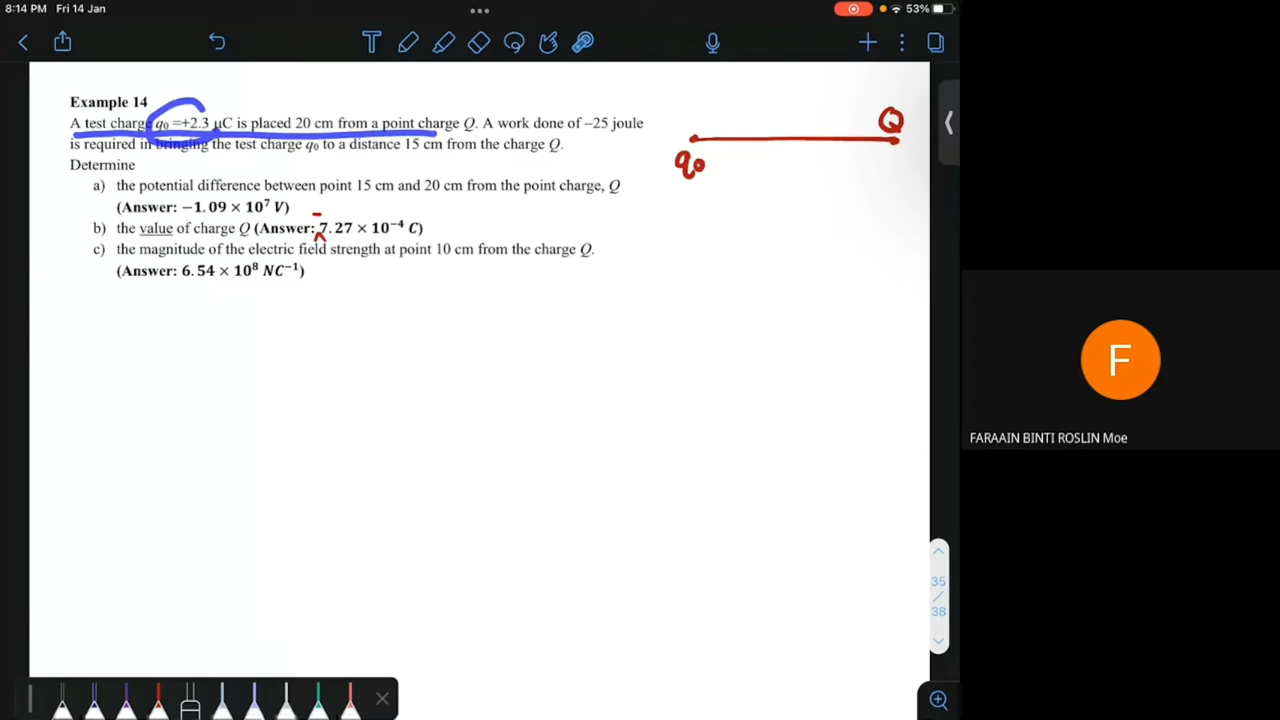 8:14 PM Fri 14 Jan
53%
T
Example 14
A test charge q₀ =+2.3 μC is placed 20 cm from a point charge Q. A work done of −25 joule
is required in bringing the test charge q₀ to a distance 15 cm from the charge Q.
Determine
a) the potential difference between point 15 cm and 20 cm from the point charge, Q
(Answer: −1.09 × 10⁷ V)
b) the value of charge Q (Answer: -7.27 × 10⁻⁴ C)
c) the magnitude of the electric field strength at point 10 cm from the charge Q.
(Answer: 6.54 × 10⁸ NC⁻¹)
Q
q₀
35
/
38
F
FARAAIN BINTI ROSLIN Moe